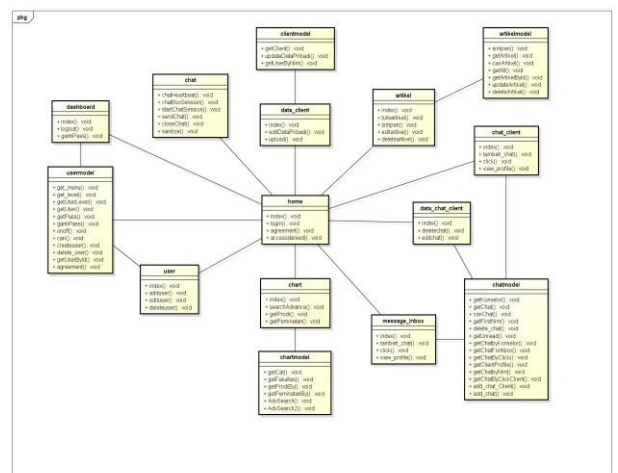 pkg
clientmodel
+ getClient() : void
+ updateDataPribadi() : void
+ getUserByNim() : void
artikelmodel
+ simpan() : void
+ getArtikel() : void
+ cariArtikel() : void
+ getAll() : void
+ getArtikelById() : void
+ updateArtikel() : void
+ deleteArtikel() : void
chat
+ chatHeartbeat() : void
+ chatBoxSession() : void
+ startChatSession() : void
+ sendChat() : void
+ closeChat() : void
+ sanitize() : void
dashboard
+ index() : void
+ logout() : void
+ gantiPass() : void
data_client
+ index() : void
+ editDataPribadi() : void
+ upload() : void
artikel
+ index() : void
+ tulisartikel() : void
+ simpan() : void
+ editartikel() : void
+ deleteartikel() : void
chat_client
+ index() : void
+ tambah_chat() : void
+ click() : void
+ view_profile() : void
usermodel
+ get_menu() : void
+ get_level() : void
+ getUserLevel() : void
+ getUser() : void
+ getPass() : void
+ gantiPass() : void
+ onoff() : void
+ cari() : void
+ createuser() : void
+ delete_user() : void
+ getUserById() : void
+ agreement() : void
home
+ index() : void
+ login() : void
+ agreement() : void
+ accessdenied() : void
data_chat_client
+ index() : void
+ deletechat() : void
+ editchat() : void
user
+ index() : void
+ adduser() : void
+ edituser() : void
+ deleteuser() : void
chart
+ index() : void
+ searchAdvance() : void
+ getProdi() : void
+ getPeminatan() : void
message_inbox
+ index() : void
+ tambah_chat() : void
+ click() : void
+ view_profile() : void
chatmodel
+ getKonselor() : void
+ getChat() : void
+ cariChat() : void
+ getFirstNim() : void
+ delete_chat() : void
+ getUnread() : void
+ getChatbyKonselor() : void
+ getChatForInbox() : void
+ getChatByClick() : void
+ getClientProfile() : void
+ getChatbyNim() : void
+ getChatByClickClient() : void
+ add_chat_Client() : void
+ add_chat() : void
chartmodel
+ getCat() : void
+ getFakultas() : void
+ getProdiBy() : void
+ getPeminatanBy() : void
+ AdvSearch() : void
+ AdvSearch2() : void